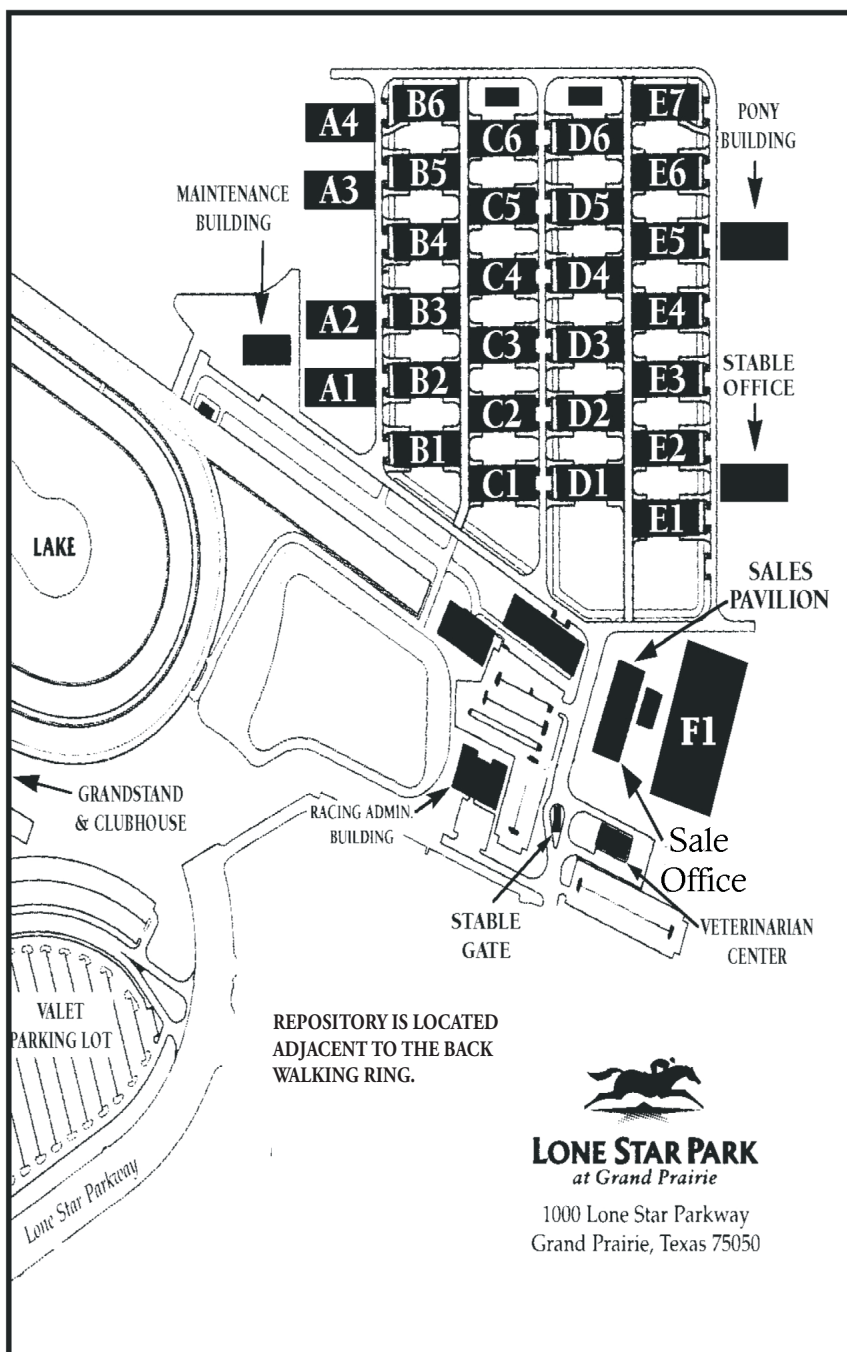 B6
E7
A4
C6
D6
PONY
BUILDING
B5
E6
A3
MAINTENANCE
BUILDING
C5
D5
B4
E5
C4
D4
A2
B3
E4
C3
D3
A1
B2
E3
STABLE
OFFICE
C2
D2
B1
E2
C1
D1
E1
LAKE
SALES
PAVILION
F1
GRANDSTAND
& CLUBHOUSE
RACING ADMIN.
BUILDING
Sale
Office
STABLE
GATE
VETERINARIAN
CENTER
VALET
PARKING LOT
REPOSITORY IS LOCATED
ADJACENT TO THE BACK
WALKING RING.
Lone Star Parkway
LONE STAR PARK
at Grand Prairie
1000 Lone Star Parkway
Grand Prairie, Texas 75050